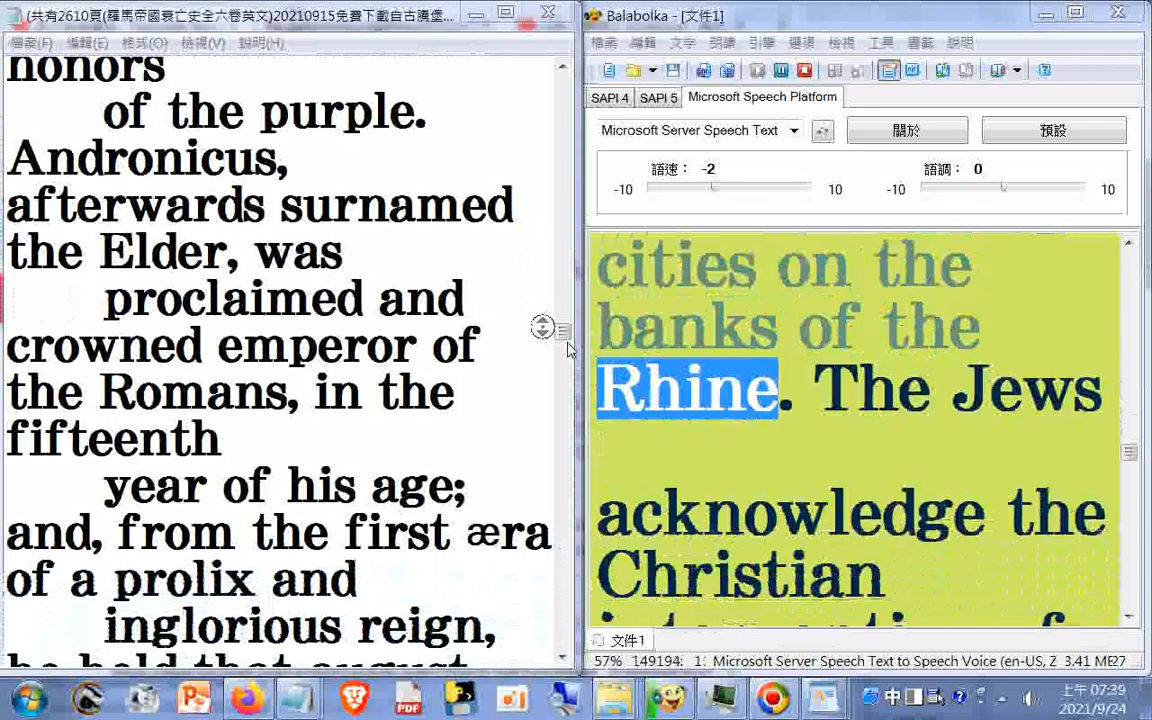 (共有2610頁(羅馬帝國衰亡史全六卷英文)20210915免費下載自古騰堡...
檔案(F) 編輯(E) 格式(O) 檢視(V) 說明(H)
honors
of the purple.
Andronicus,
afterwards surnamed
the Elder, was
proclaimed and
crowned emperor of
the Romans, in the
fifteenth
year of his age;
and, from the first æra
of a prolix and
inglorious reign,
he held that august
Balabolka - [文件1]
檔案 編輯 文字 朗讀 引擎 選項 檢視 工具 書籤 說明
SAPI 4 SAPI 5 Microsoft Speech Platform
Microsoft Server Speech Text 關於 預設
語速： -2 語調： 0
-10 10 -10 10
cities on the
banks of the
Rhine. The Jews
acknowledge the
Christian
文件1
57% 149194: Microsoft Server Speech Text to Speech Voice (en-US, Z 3.41 ME27
中
上午 07:39
2021/9/24